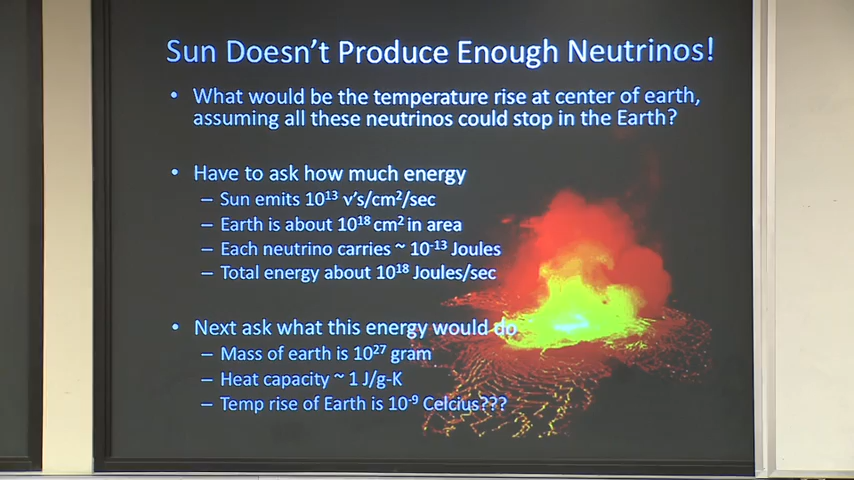 Sun Doesn't Produce Enough Neutrinos!
• What would be the temperature rise at center of earth,
assuming all these neutrinos could stop in the Earth?
• Have to ask how much energy
– Sun emits 10¹³ ν's/cm²/sec
– Earth is about 10¹⁸ cm² in area
– Each neutrino carries ~ 10⁻¹³ Joules
– Total energy about 10¹⁸ Joules/sec
• Next ask what this energy would do
– Mass of earth is 10²⁷ gram
– Heat capacity ~ 1 J/g-K
– Temp rise of Earth is 10⁻⁹ Celcius???